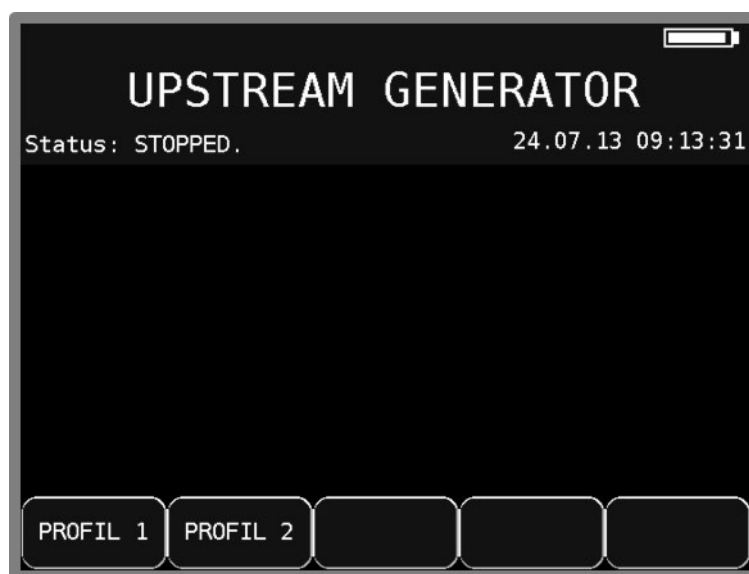 UPSTREAM GENERATOR
Status: STOPPED. 24.07.13 09:13:31
PROFIL 1 PROFIL 2